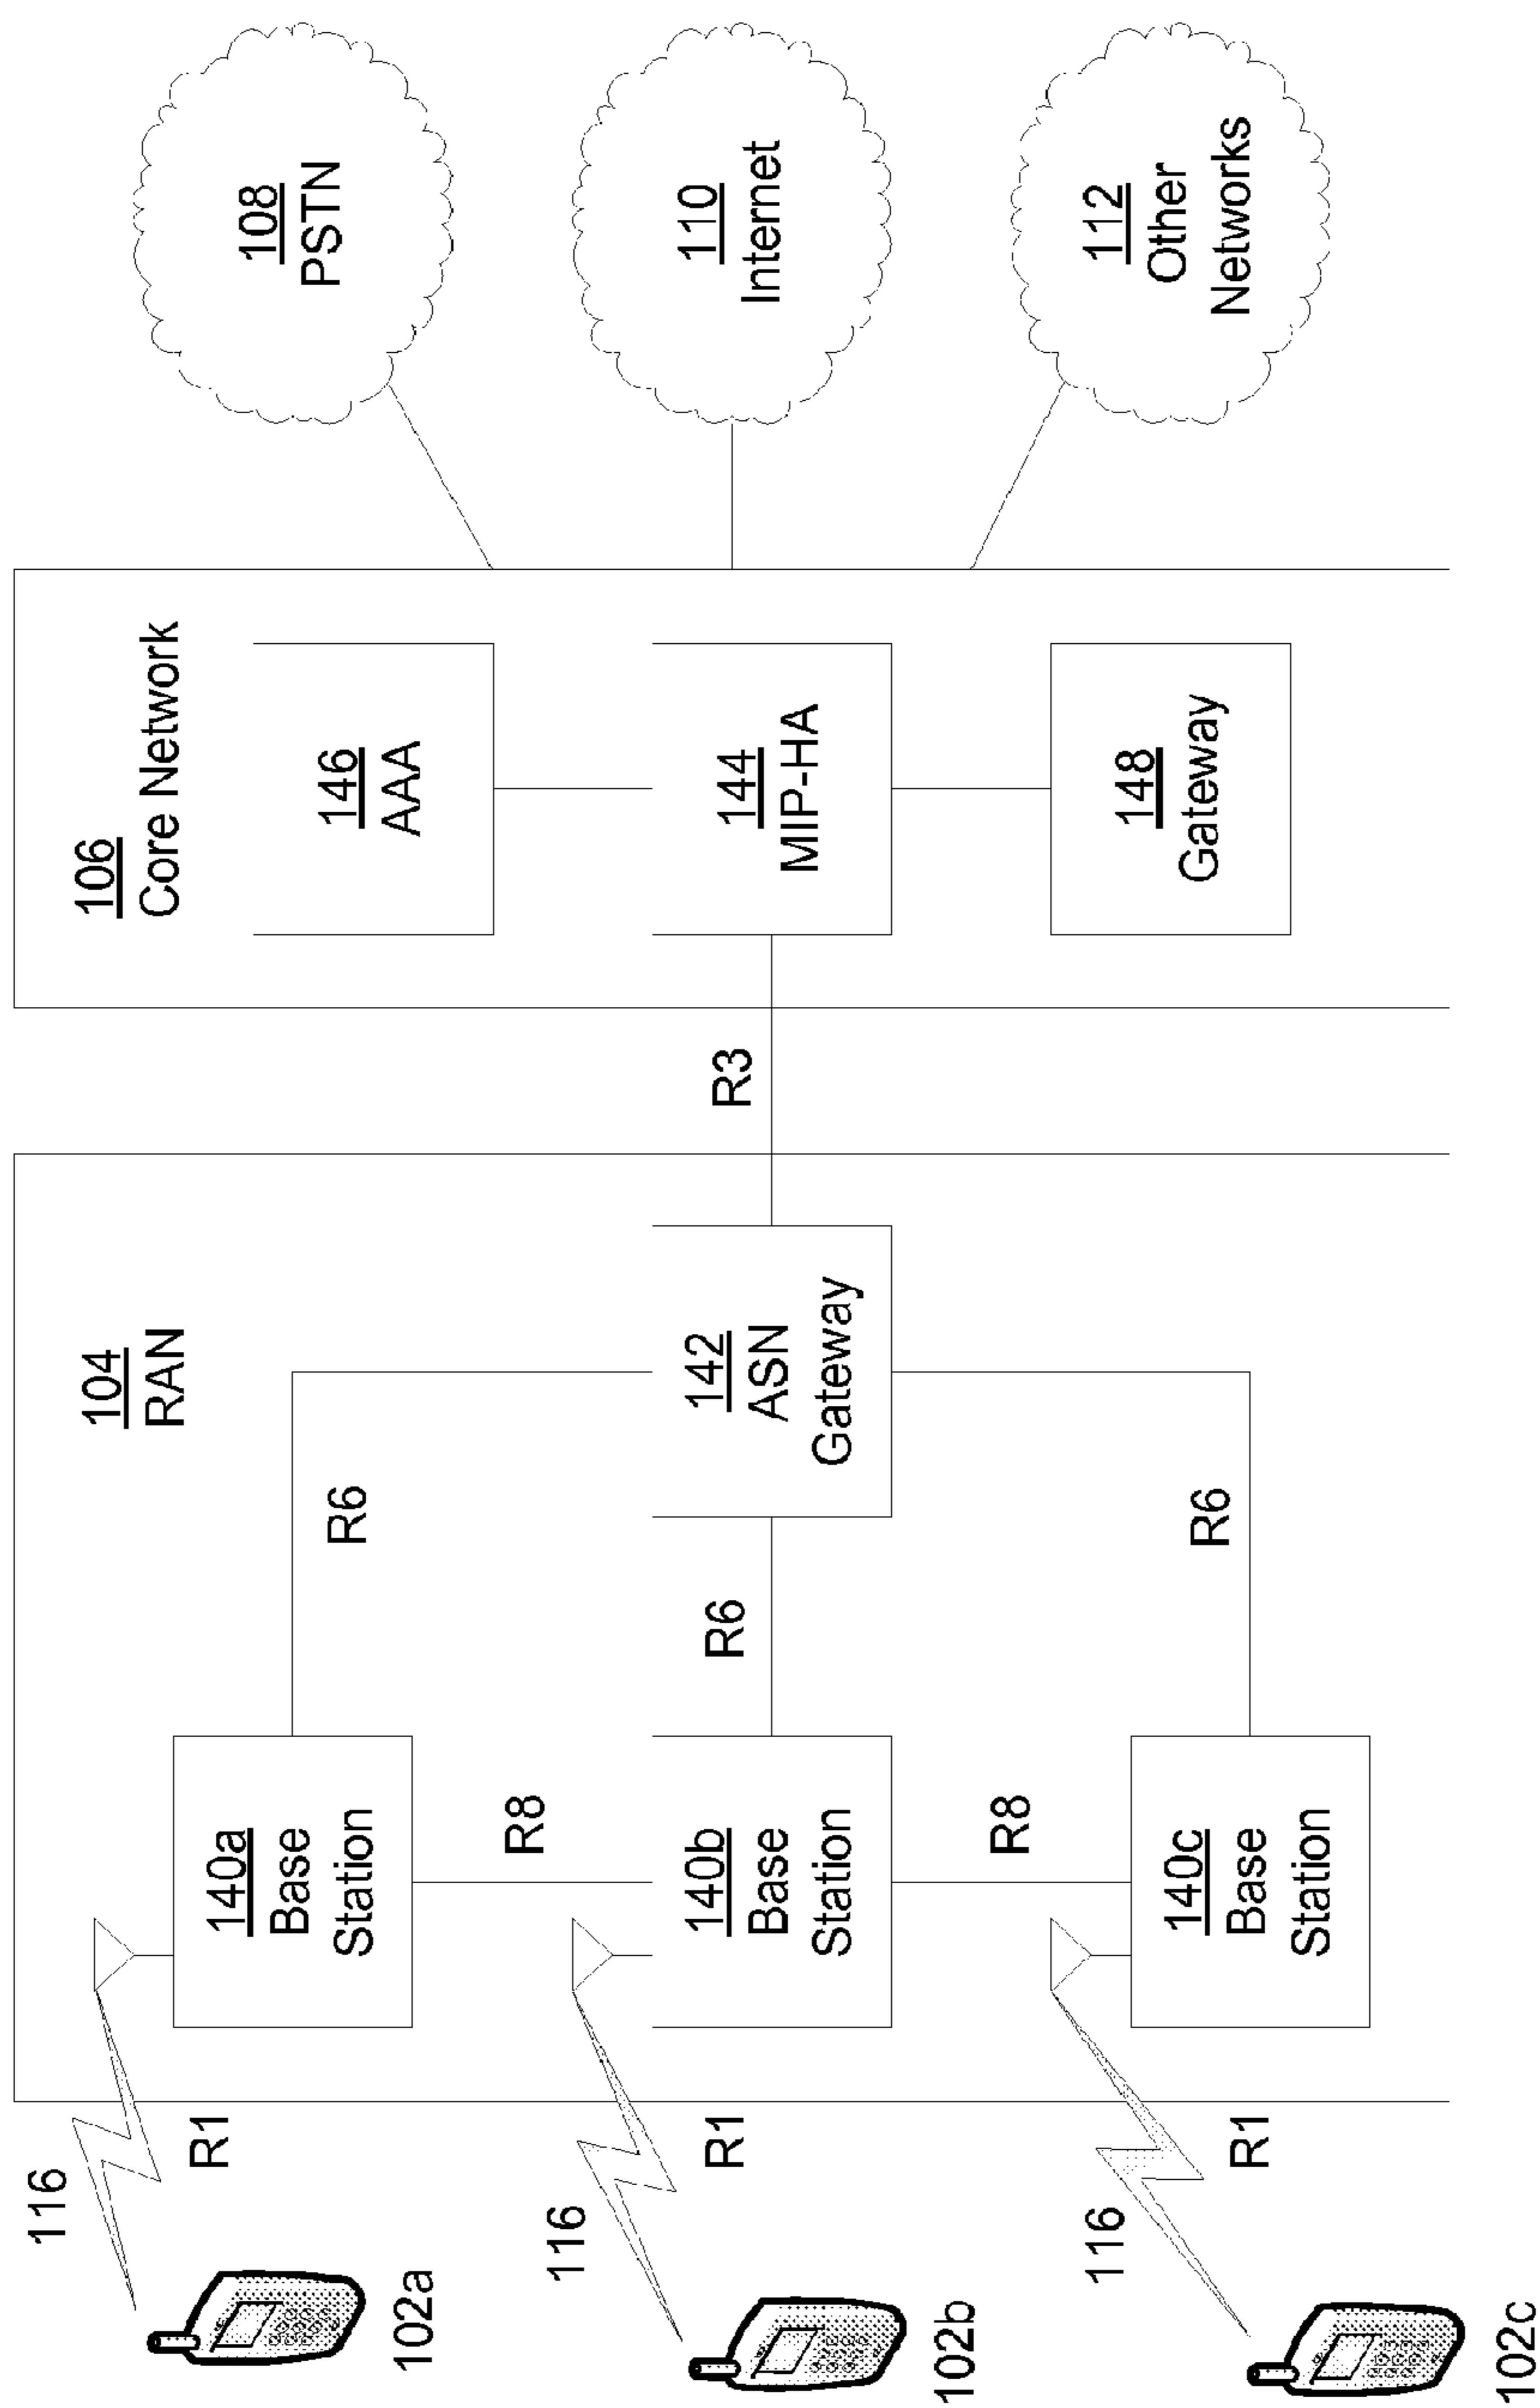 116
R1
102a
116
R1
102b
116
R1
102c
104
RAN
140a
Base
Station
R8
140b
Base
Station
R8
140c
Base
Station
R6
R6
R6
142
ASN
Gateway
R3
106
Core Network
146
AAA
144
MIP-HA
148
Gateway
108
PSTN
110
Internet
112
Other
Networks